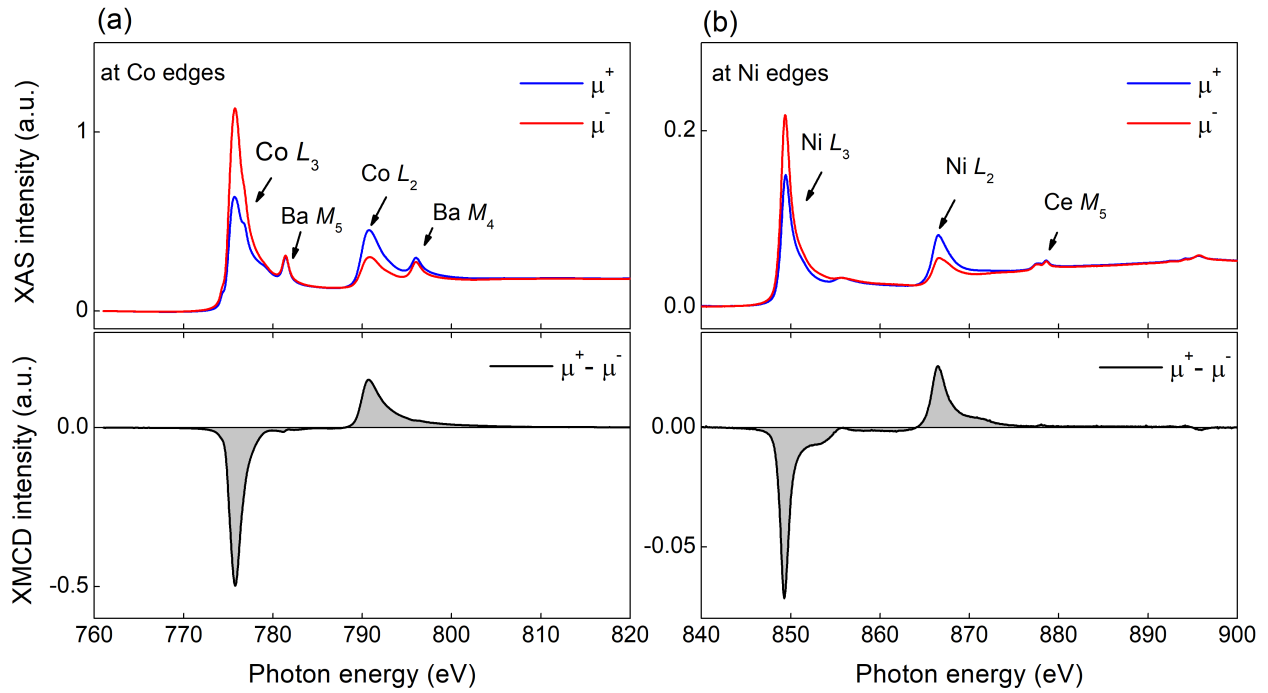 (a)
(b)
at Co edges
μ⁺
μ⁻
Co L₃
Co L₂
Ba M₅
Ba M₄
1
0
XAS intensity (a.u.)
at Ni edges
μ⁺
μ⁻
Ni L₃
Ni L₂
Ce M₅
0.2
0.0
μ⁺- μ⁻
0.0
-0.5
XMCD intensity (a.u.)
μ⁺- μ⁻
0.00
-0.05
760 770 780 790 800 810 820
Photon energy (eV)
840 850 860 870 880 890 900
Photon energy (eV)